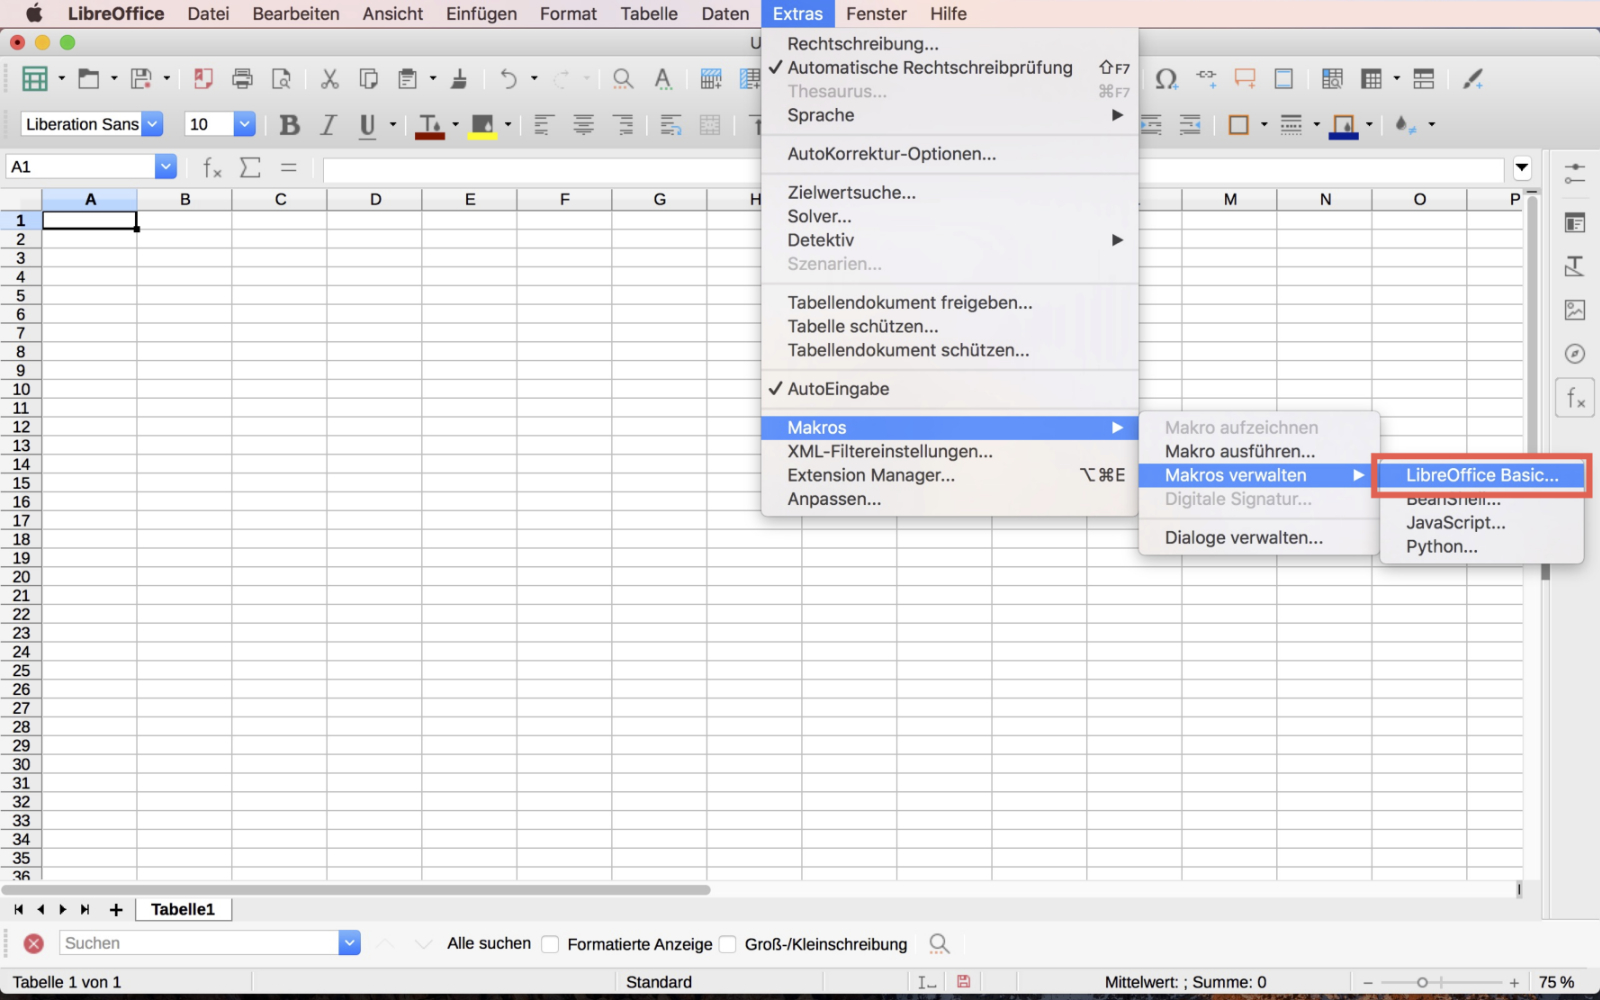 LibreOffice Datei Bearbeiten Ansicht Einfügen Format Tabelle Daten Extras Fenster Hilfe
U
Rechtschreibung...
✓ Automatische Rechtschreibprüfung ⇧F7
Thesaurus... ⌘F7
Sprache
AutoKorrektur-Optionen...
Zielwertsuche...
Solver...
Detektiv
Szenarien...
Tabellendokument freigeben...
Tabelle schützen...
Tabellendokument schützen...
✓ AutoEingabe
Makros
XML-Filtereinstellungen...
Extension Manager... ⌥⌘E
Anpassen...
Makro aufzeichnen
Makro ausführen...
Makros verwalten
Digitale Signatur...
Dialoge verwalten...
LibreOffice Basic...
BeanShell...
JavaScript...
Python...
Liberation Sans 10 B I U
A1 fx Σ =
A B C D E F G H M N O P
1
2
3
4
5
6
7
8
9
10
11
12
13
14
15
16
17
18
19
20
21
22
23
24
25
26
27
28
29
30
31
32
33
34
35
36
Tabelle1
Suchen Alle suchen Formatierte Anzeige Groß-/Kleinschreibung
Tabelle 1 von 1 Standard Mittelwert: ; Summe: 0 75 %